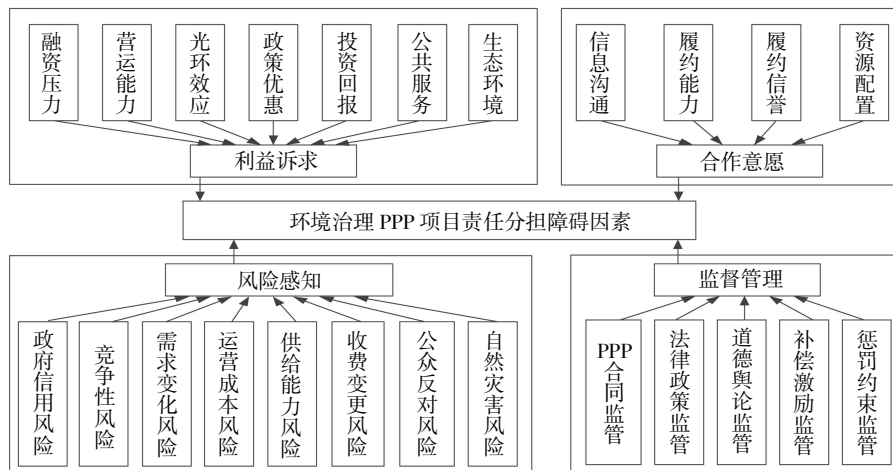 融资压力
营运能力
光环效应
政策优惠
投资回报
公共服务
生态环境
利益诉求
信息沟通
履约能力
履约信誉
资源配置
合作意愿
环境治理 PPP 项目责任分担障碍因素
风险感知
政府信用风险
竞争性风险
需求变化风险
运营成本风险
供给能力风险
收费变更风险
公众反对风险
自然灾害风险
监督管理
PPP合同监管
法律政策监管
道德舆论监管
补偿激励监管
惩罚约束监管